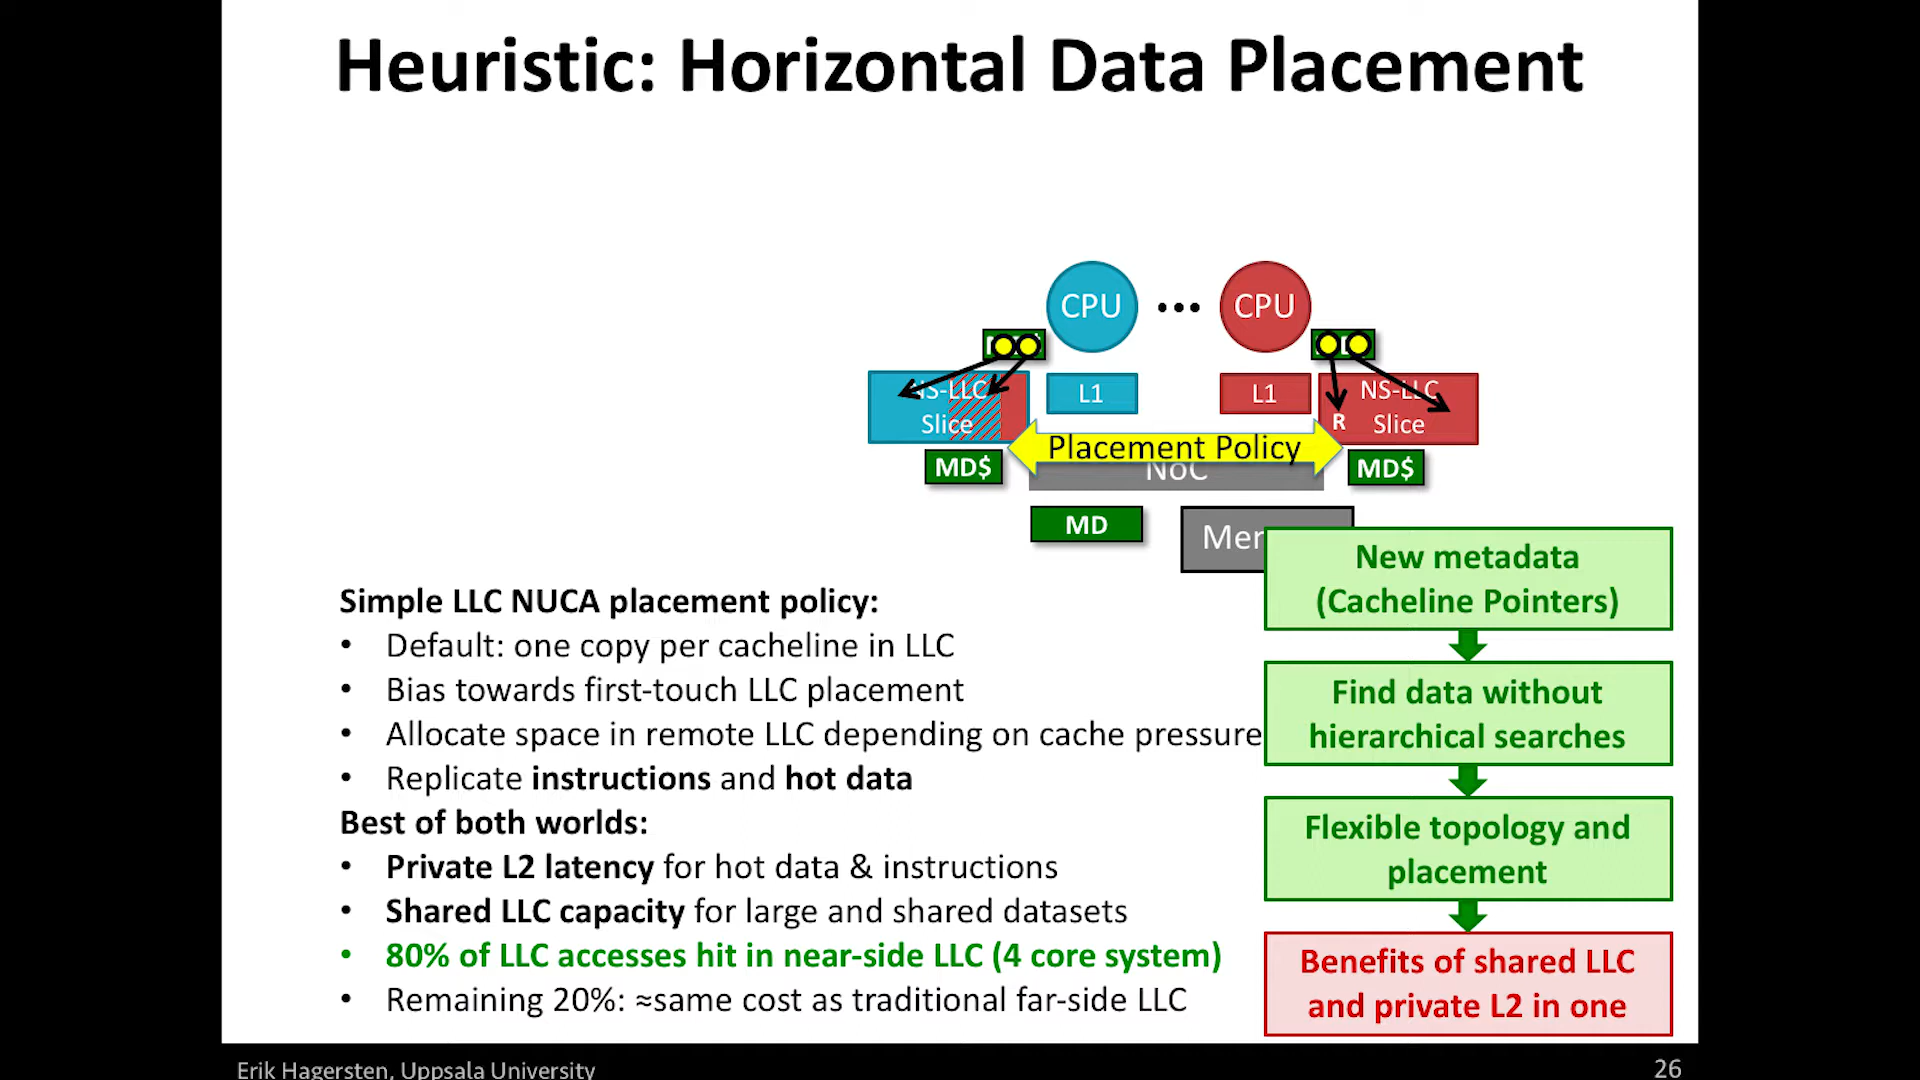 Heuristic: Horizontal Data Placement
CPU ••• CPU
NS-LLC
Slice
L1
L1
R
NS-LLC
Slice
Placement Policy
NoC
MD$
MD$
MD
New metadata
(Cacheline Pointers)
Find data without
hierarchical searches
Flexible topology and
placement
Benefits of shared LLC
and private L2 in one
Simple LLC NUCA placement policy:
• Default: one copy per cacheline in LLC
• Bias towards first-touch LLC placement
• Allocate space in remote LLC depending on cache pressure
• Replicate instructions and hot data
Best of both worlds:
• Private L2 latency for hot data & instructions
• Shared LLC capacity for large and shared datasets
• 80% of LLC accesses hit in near-side LLC (4 core system)
• Remaining 20%: ≈same cost as traditional far-side LLC
Erik Hagersten, Uppsala University
26